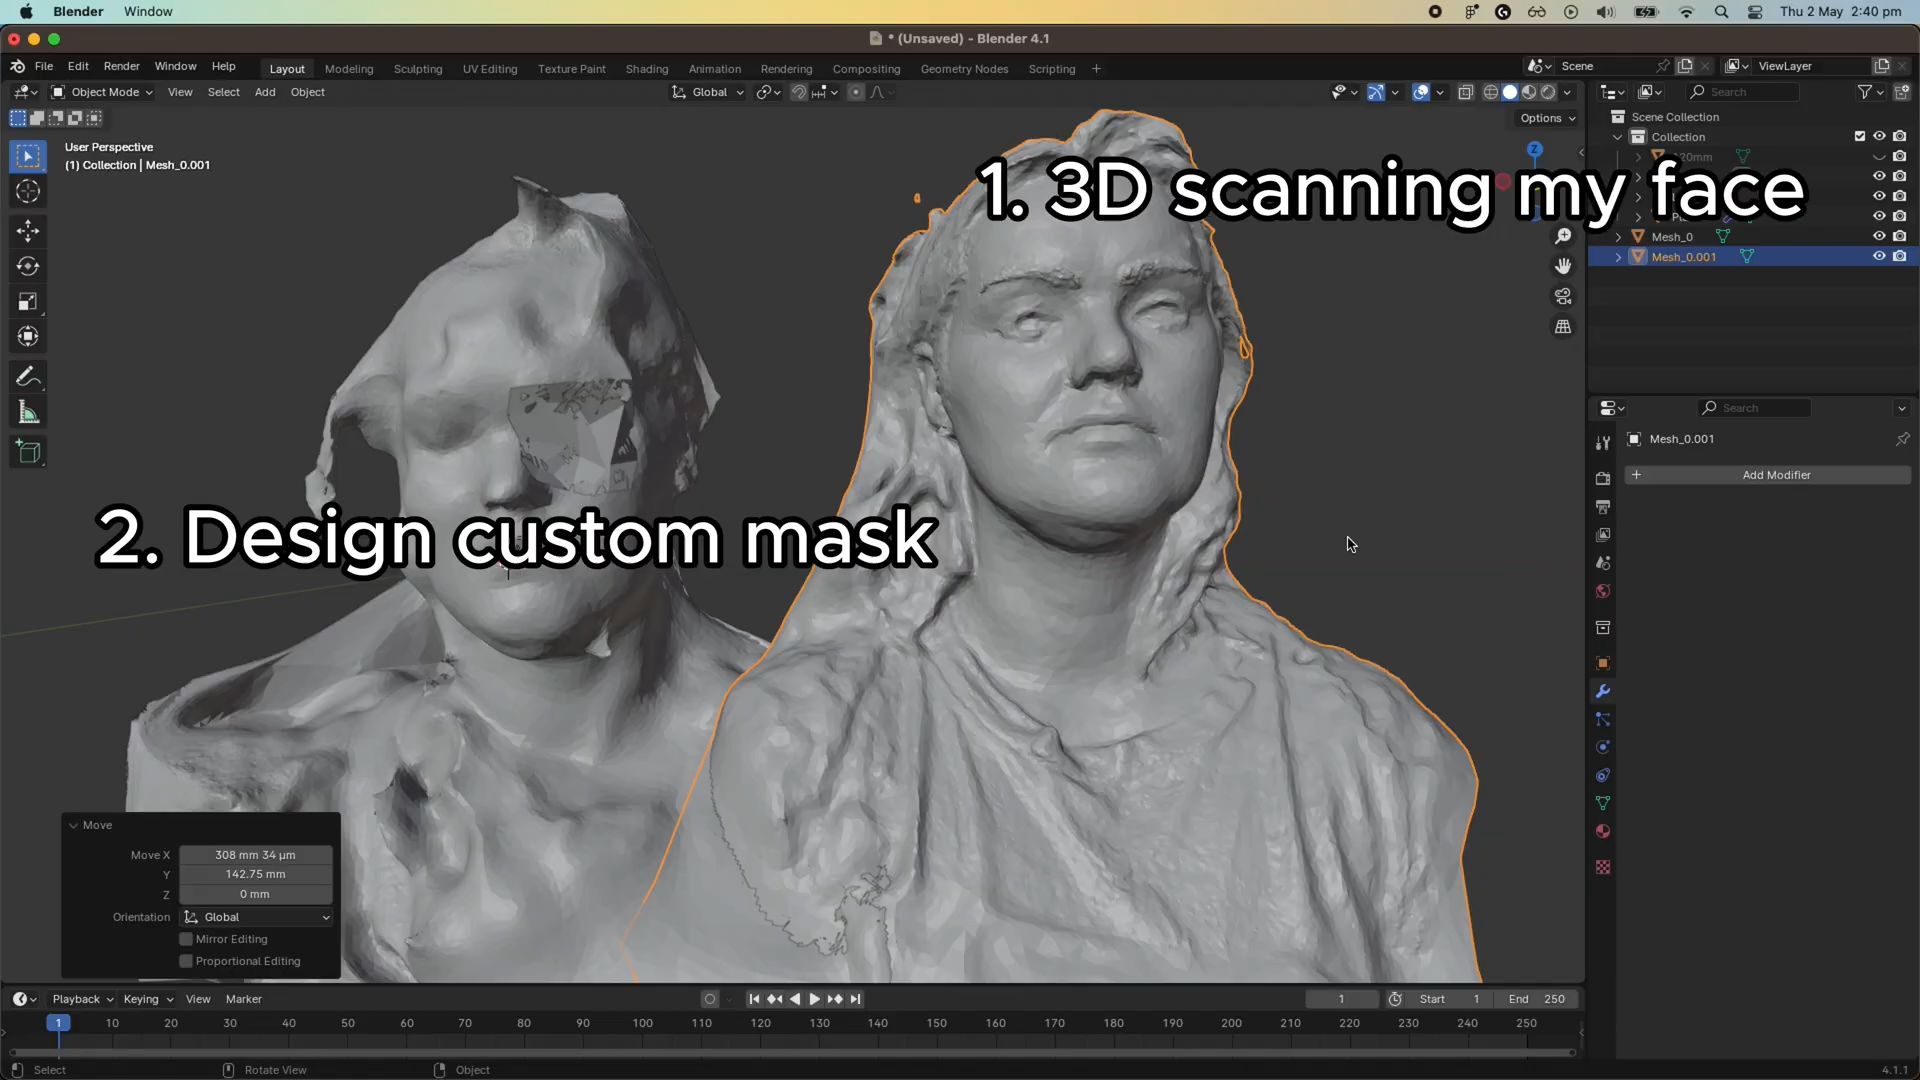 Blender Window Thu 2 May 2:40 pm
* (Unsaved) - Blender 4.1
File Edit Render Window Help Layout Modeling Sculpting UV Editing Texture Paint Shading Animation Rendering Compositing Geometry Nodes Scripting + Scene ViewLayer
Object Mode View Select Add Object Global Search
Options
Scene Collection
Collection
User Perspective
(1) Collection | Mesh_0.001
Z
1. 3D scanning my face
Mesh_0
Mesh_0.001
Search
Mesh_0.001
+ Add Modifier
2. Design custom mask
Move
Move X 308 mm 34 µm
Y 142.75 mm
Z 0 mm
Orientation Global
Mirror Editing
Proportional Editing
Playback Keying View Marker 1 Start 1 End 250
1 10 20 30 40 50 60 70 80 90 100 110 120 130 140 150 160 170 180 190 200 210 220 230 240 250
Select Rotate View Object 4.1.1